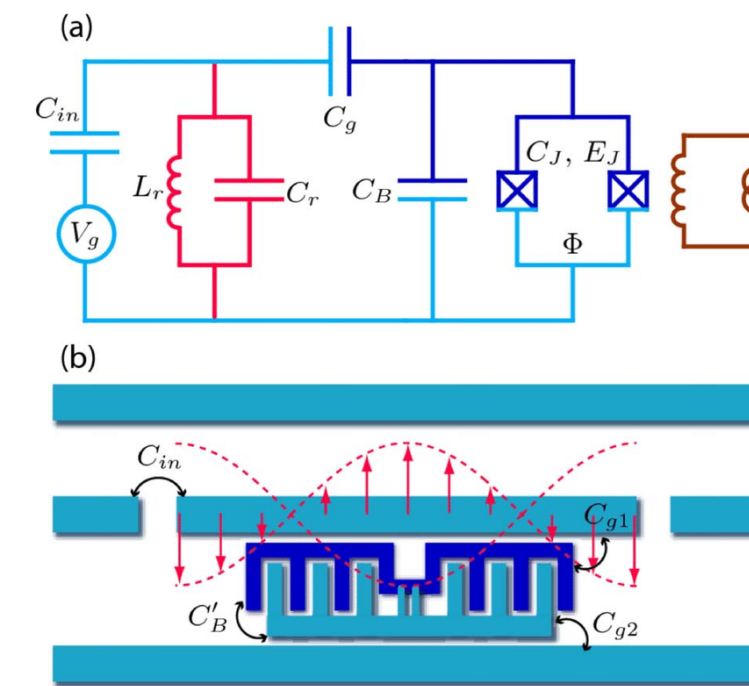 (a)
C_in
C_g
L_r
C_r
C_B
C_J, E_J
V_g
Φ
(b)
C_in
C_g1
C'_B
C_g2